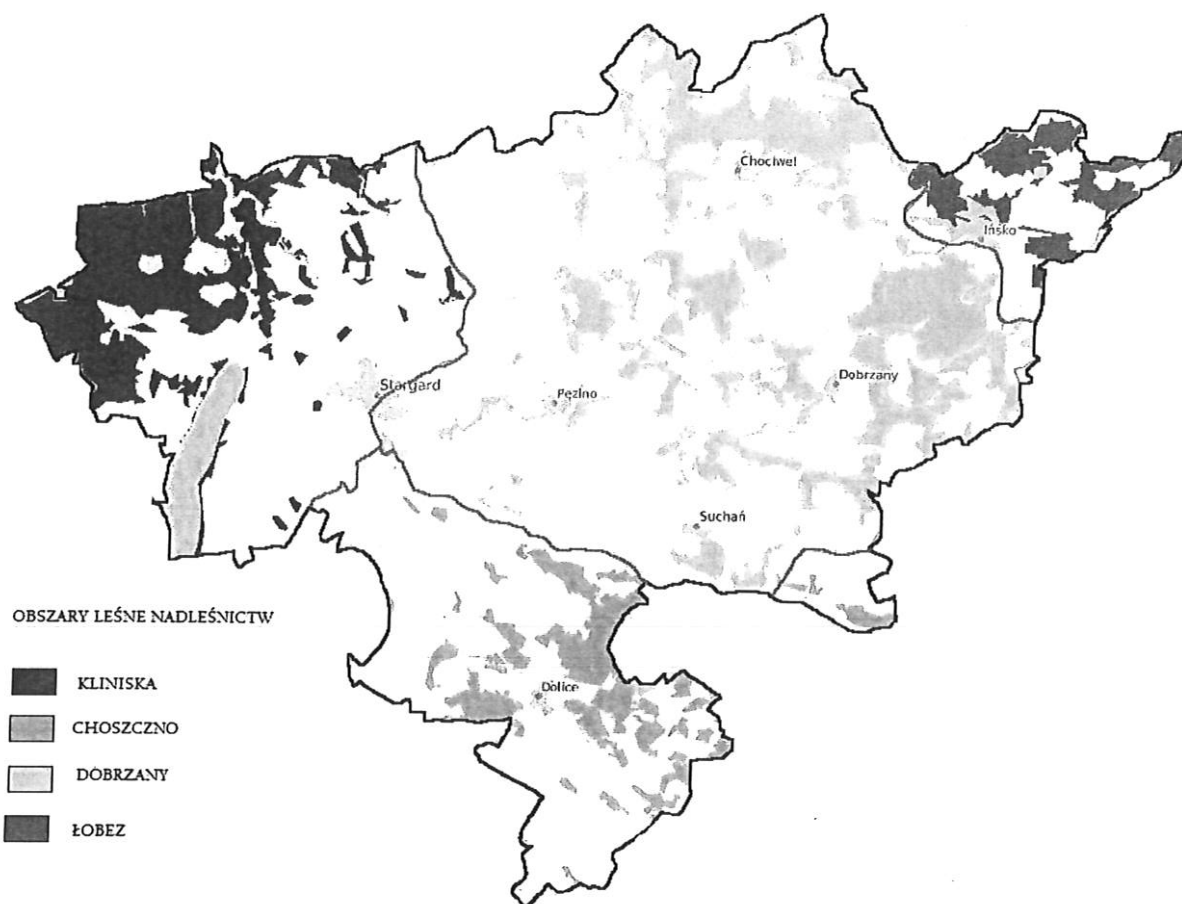 Chociwel
Ińsko
Stargard
Pęzino
Dobrzany
Suchań
Dolice
OBSZARY LEŚNE NADLEŚNICTW
KLINISKA
CHOSZCZNO
DOBRZANY
ŁOBEZ